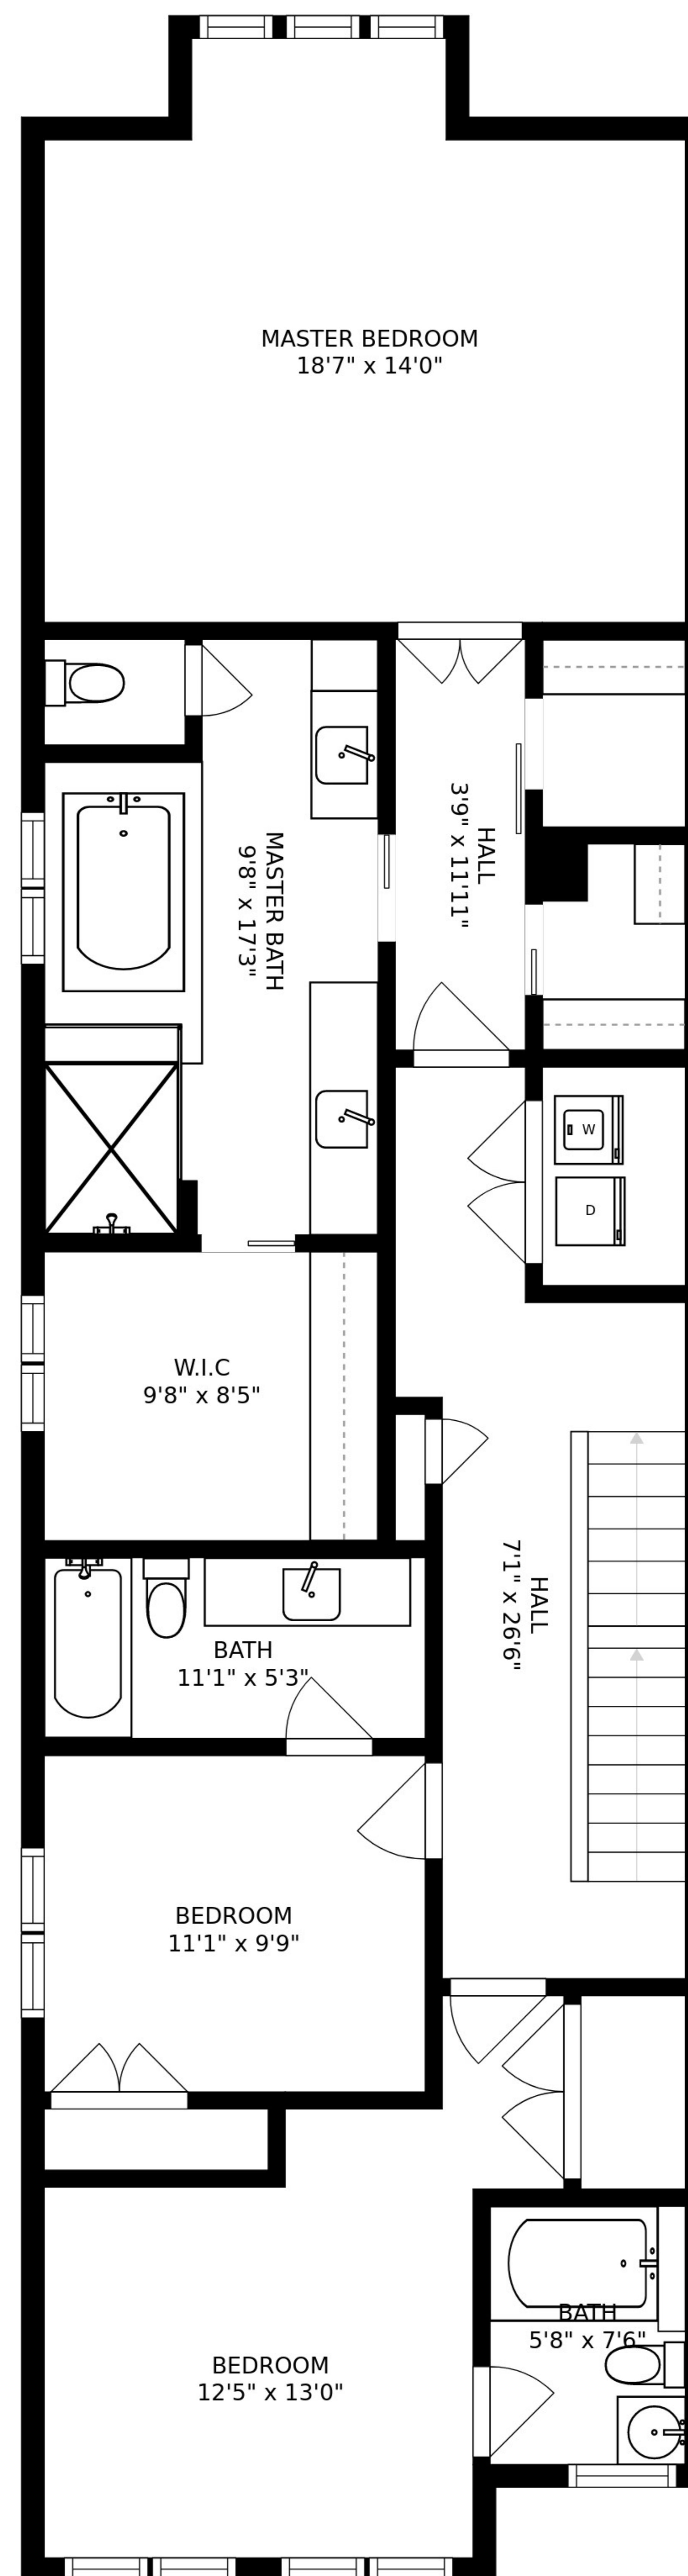 MASTER BEDROOM
18'7" x 14'0"
MASTER BATH
9'8" x 17'3"
HALL
3'9" x 11'11"
W
D
W.I.C
9'8" x 8'5"
HALL
7'1" x 26'6"
BATH
11'1" x 5'3"
BEDROOM
11'1" x 9'9"
BATH
5'8" x 7'6"
BEDROOM
12'5" x 13'0"